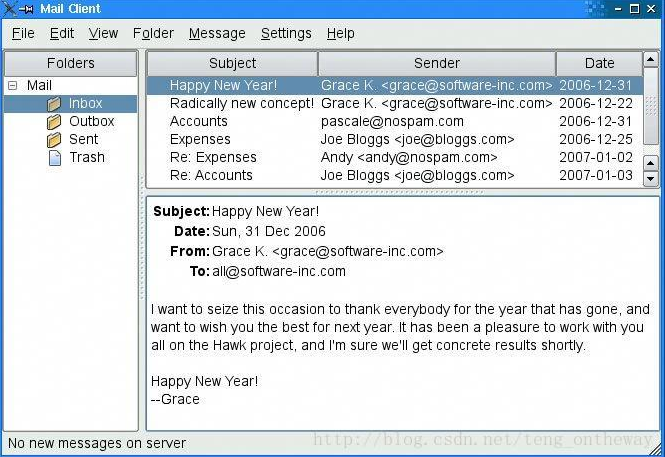 Mail Client
File Edit View Folder Message Settings Help
Folders
Mail
Inbox
Outbox
Sent
Trash
Subject Sender Date
Happy New Year! Grace K. <grace@software-inc.com> 2006-12-31
Radically new concept! Grace K. <grace@software-inc.com> 2006-12-22
Accounts pascale@nospam.com 2006-12-31
Expenses Joe Bloggs <joe@bloggs.com> 2006-12-25
Re: Expenses Andy <andy@nospam.com> 2007-01-02
Re: Accounts Joe Bloggs <joe@bloggs.com> 2007-01-03
Subject: Happy New Year!
Date: Sun, 31 Dec 2006
From: Grace K. <grace@software-inc.com>
To: all@software-inc.com
I want to seize this occasion to thank everybody for the year that has gone, and
want to wish you the best for next year. It has been a pleasure to work with you
all on the Hawk project, and I'm sure we'll get concrete results shortly.
Happy New Year!
--Grace
No new messages on server
http://blog.csdn.net/teng_ontheway